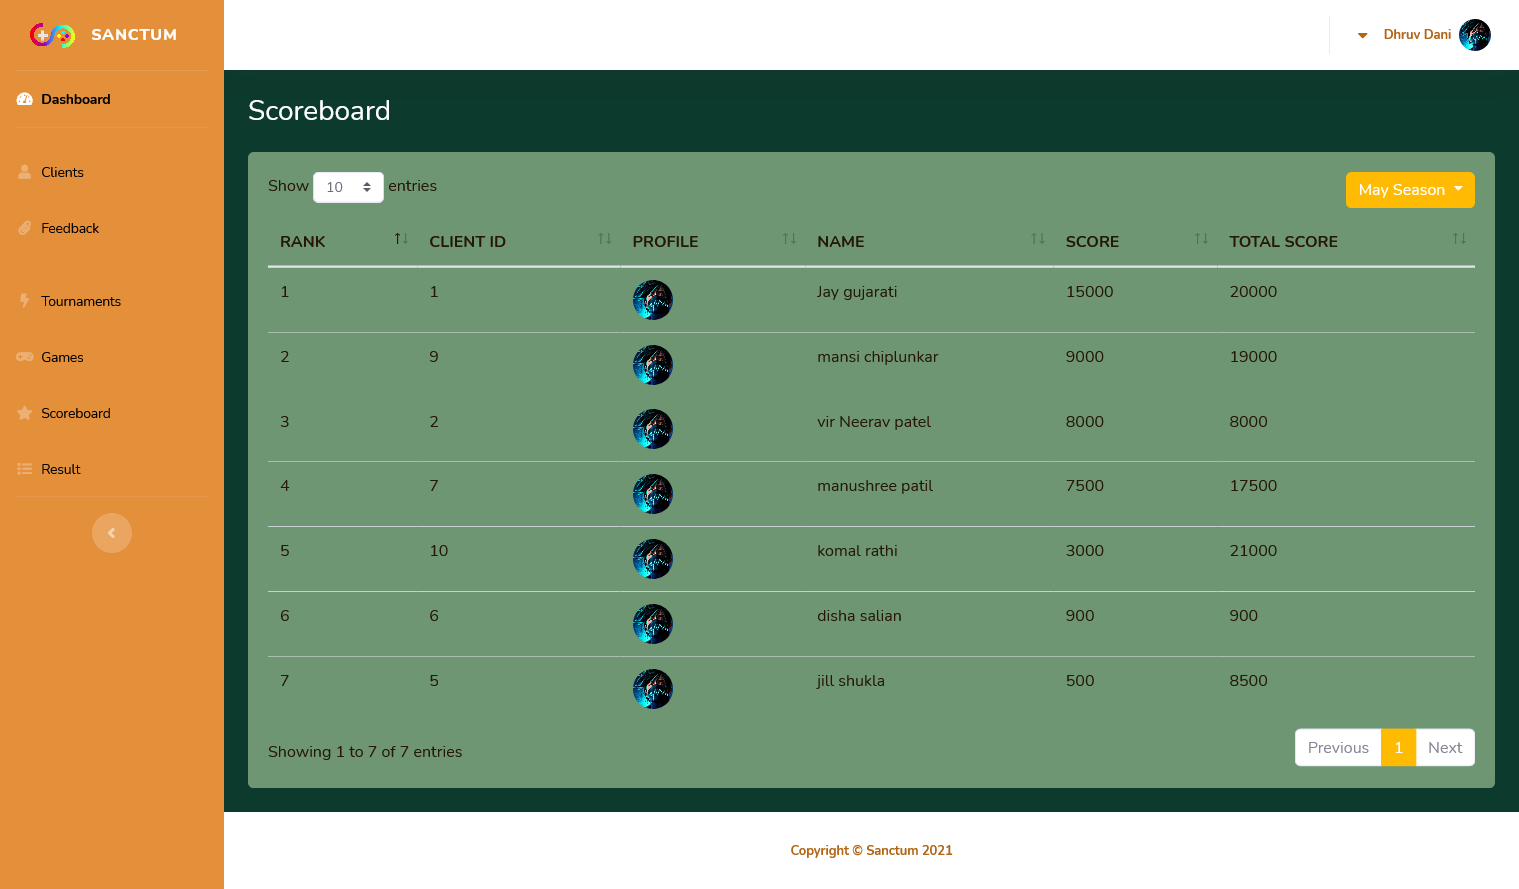 SANCTUM
Dhruv Dani
Dashboard
Clients
Feedback
Tournaments
Games
Scoreboard
Result
Scoreboard
Show 10 entries
May Season
RANK CLIENT ID PROFILE NAME SCORE TOTAL SCORE
1 1 Jay gujarati 15000 20000
2 9 mansi chiplunkar 9000 19000
3 2 vir Neerav patel 8000 8000
4 7 manushree patil 7500 17500
5 10 komal rathi 3000 21000
6 6 disha salian 900 900
7 5 jill shukla 500 8500
Showing 1 to 7 of 7 entries
Previous 1 Next
Copyright © Sanctum 2021